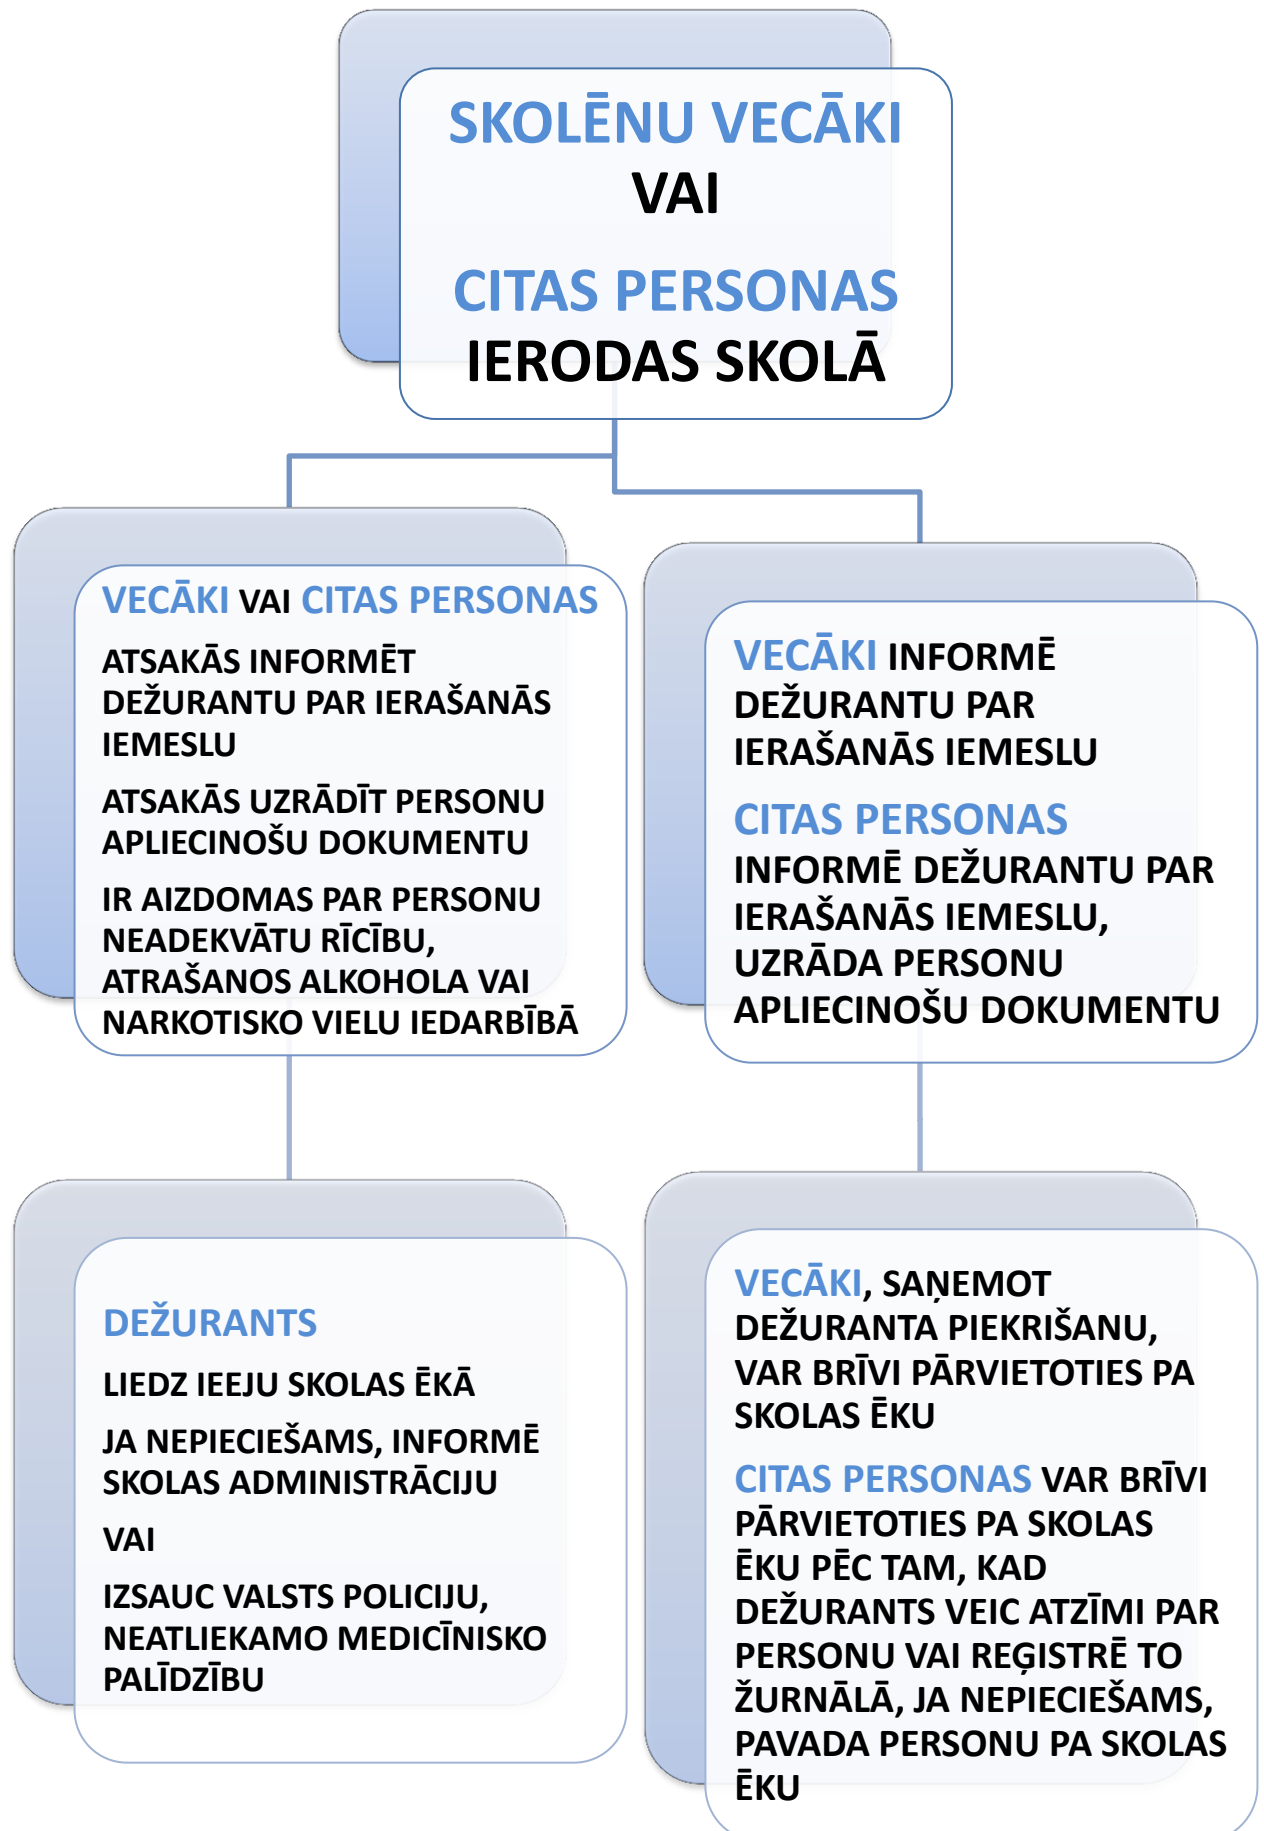 SKOLĒNU VECĀKI
VAI
CITAS PERSONAS
IERODAS SKOLĀ
VECĀKI VAI CITAS PERSONAS
ATSAKĀS INFORMĒT
DEŽURANTU PAR IERAŠANĀS
IEMESLU
ATSAKĀS UZRĀDĪT PERSONU
APLIECINOŠU DOKUMENTU
IR AIZDOMAS PAR PERSONU
NEADEKVĀTU RĪCĪBU,
ATRAŠANOS ALKOHOLA VAI
NARKOTISKO VIELU IEDARBĪBĀ
VECĀKI INFORMĒ
DEŽURANTU PAR
IERAŠANĀS IEMESLU
CITAS PERSONAS
INFORMĒ DEŽURANTU PAR
IERAŠANĀS IEMESLU,
UZRĀDA PERSONU
APLIECINOŠU DOKUMENTU
DEŽURANTS
LIEDZ IEEJU SKOLAS ĒKĀ
JA NEPIECIEŠAMS, INFORMĒ
SKOLAS ADMINISTRĀCIJU
VAI
IZSAUC VALSTS POLICIJU,
NEATLIEKAMO MEDICĪNISKO
PALĪDZĪBU
VECĀKI, SAŅEMOT
DEŽURANTA PIEKRIŠANU,
VAR BRĪVI PĀRVIETOTIES PA
SKOLAS ĒKU
CITAS PERSONAS VAR BRĪVI
PĀRVIETOTIES PA SKOLAS
ĒKU PĒC TAM, KAD
DEŽURANTS VEIC ATZĪMI PAR
PERSONU VAI REĢISTRĒ TO
ŽURNĀLĀ, JA NEPIECIEŠAMS,
PAVADA PERSONU PA SKOLAS
ĒKU